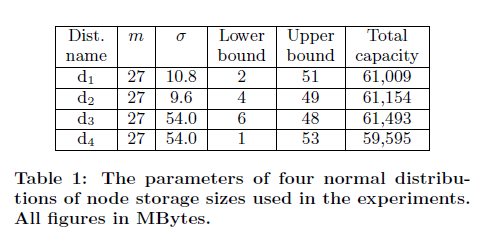 Dist. m σ Lower Upper Total
name bound bound capacity
d1 27 10.8 2 51 61,009
d2 27 9.6 4 49 61,154
d3 27 54.0 6 48 61,493
d4 27 54.0 1 53 59,595
Table 1: The parameters of four normal distribu-
tions of node storage sizes used in the experiments.
All figures in MBytes.